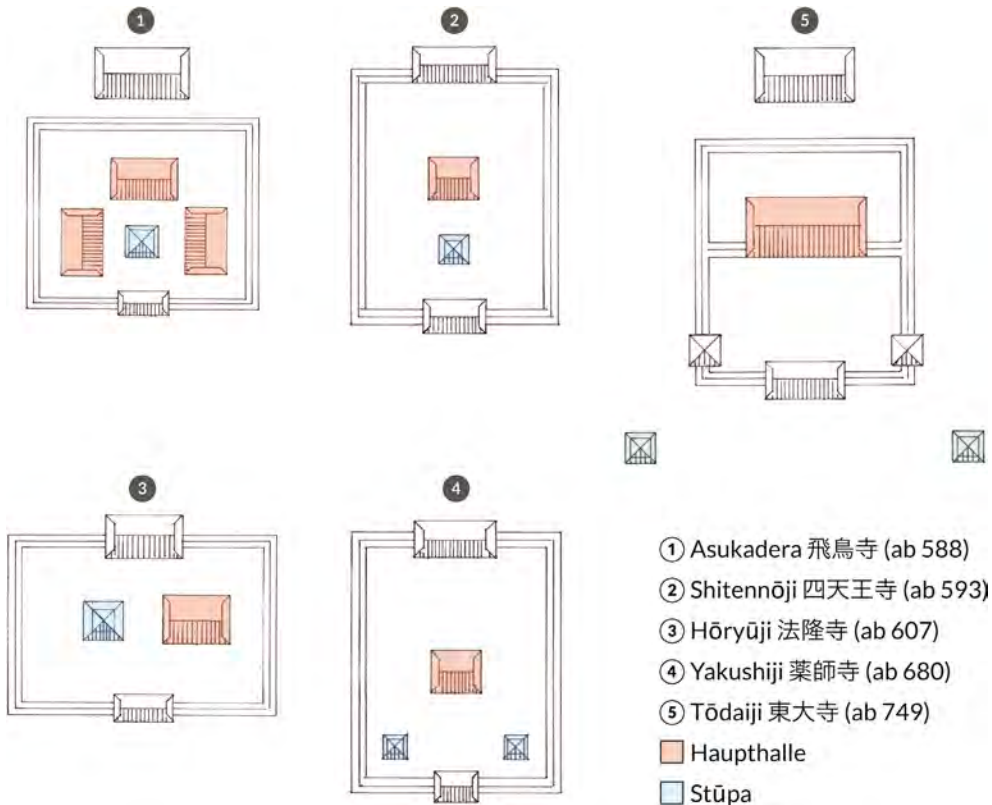 1
2
5
3
4
① Asukadera 飛鳥寺 (ab 588)
② Shitennōji 四天王寺 (ab 593)
③ Hōryūji 法隆寺 (ab 607)
④ Yakushiji 薬師寺 (ab 680)
⑤ Tōdaiji 東大寺 (ab 749)
Haupthalle
Stūpa